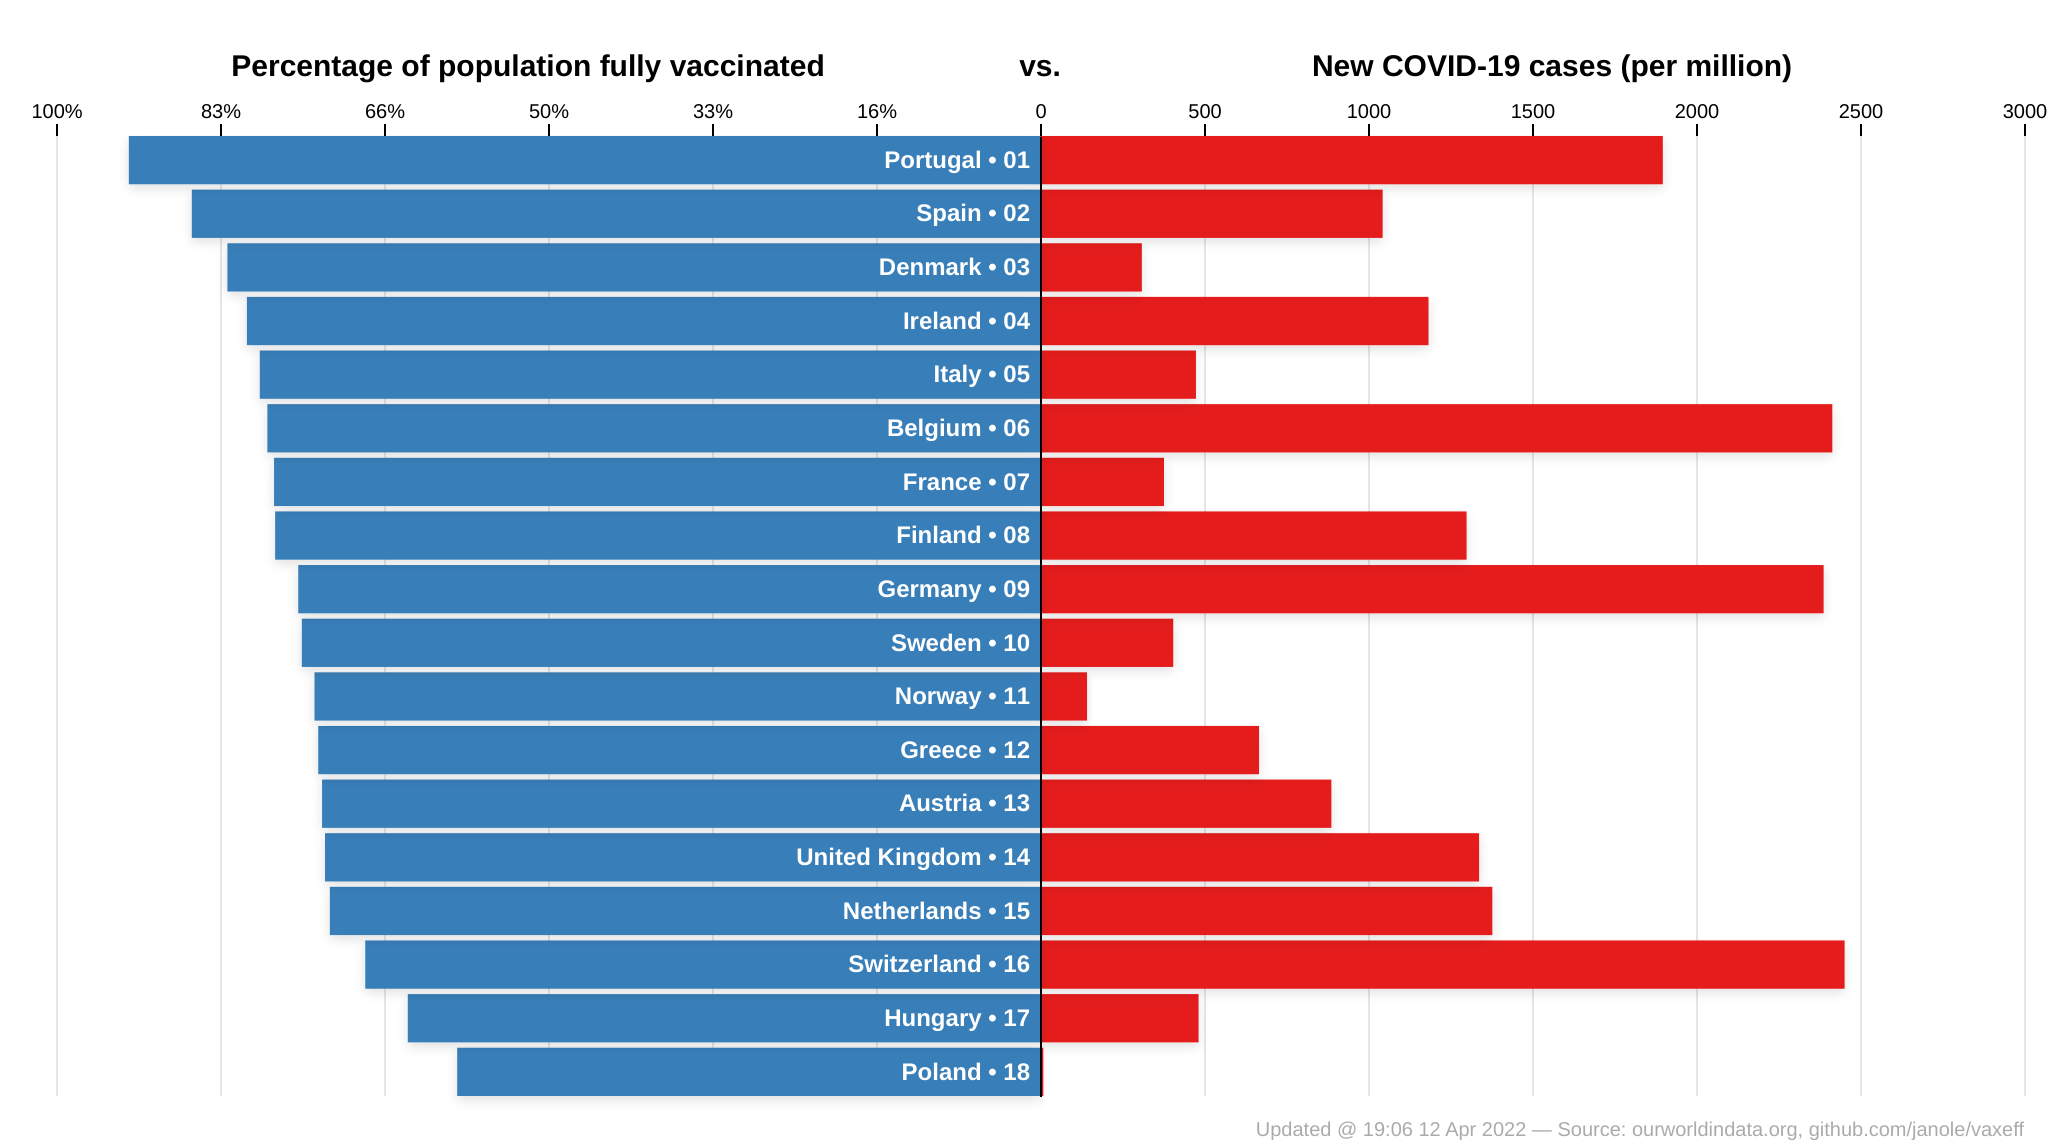 Percentage of population fully vaccinated vs. New COVID-19 cases (per million)
100% 83% 66% 50% 33% 16% 0 500 1000 1500 2000 2500 3000
Portugal • 01
Spain • 02
Denmark • 03
Ireland • 04
Italy • 05
Belgium • 06
France • 07
Finland • 08
Germany • 09
Sweden • 10
Norway • 11
Greece • 12
Austria • 13
United Kingdom • 14
Netherlands • 15
Switzerland • 16
Hungary • 17
Poland • 18
Updated @ 19:06 12 Apr 2022 — Source: ourworldindata.org, github.com/janole/vaxeff